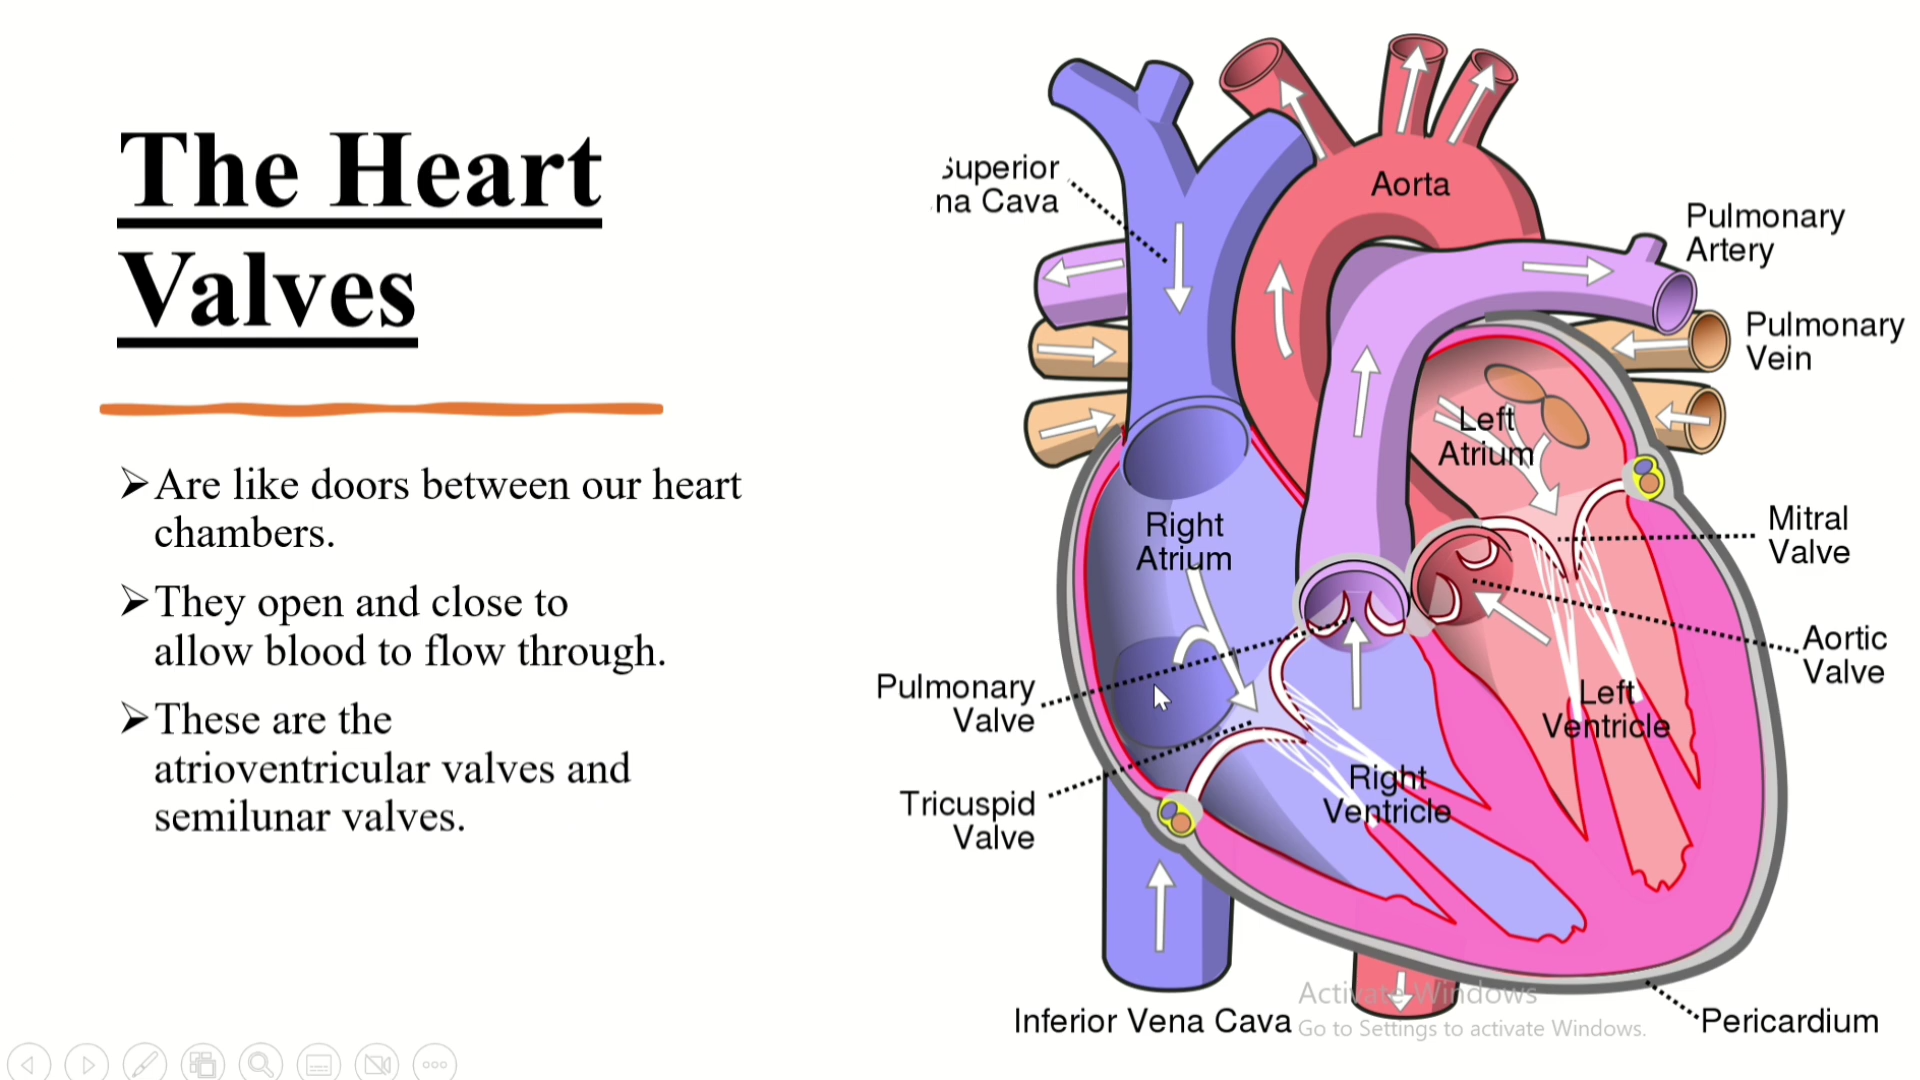 The Heart
Valves
➢Are like doors between our heart
chambers.
➢They open and close to
allow blood to flow through.
➢These are the
atrioventricular valves and
semilunar valves.
Superior
na Cava
Aorta
Pulmonary
Artery
Pulmonary
Vein
Left
Atrium
Right
Atrium
Mitral
Valve
Aortic
Valve
Pulmonary
Valve
Left
Ventricle
Tricuspid
Valve
Right
Ventricle
Inferior Vena Cava
Pericardium
Activate Windows
Go to Settings to activate Windows.